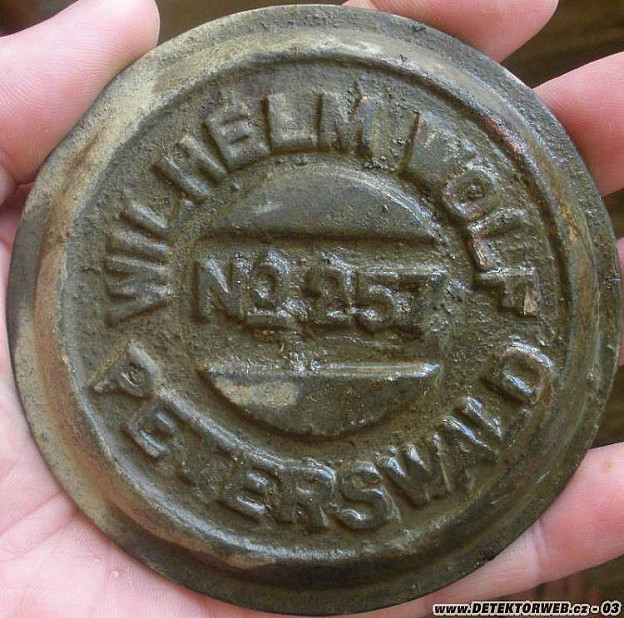 WILHELM WOLF
No 257
PETERSWALD
www.DETEKTORWEB.cz - 03